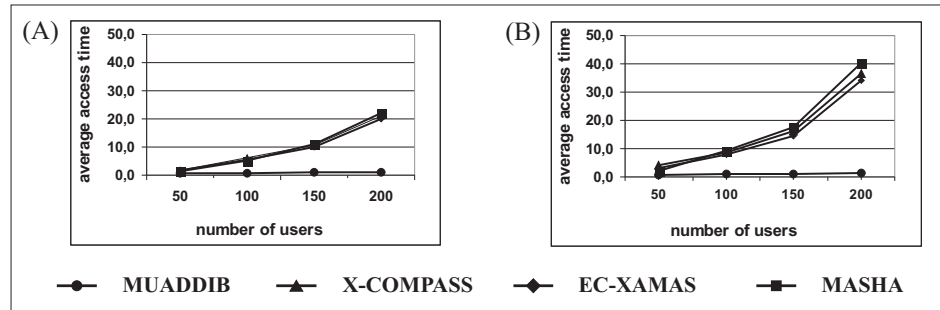 (A)
50,0
40,0
30,0
20,0
10,0
0,0
average access time
50 100 150 200
number of users
(B)
50,0
40,0
30,0
20,0
10,0
0,0
average access time
50 100 150 200
number of users
MUADDIB X-COMPASS EC-XAMAS MASHA